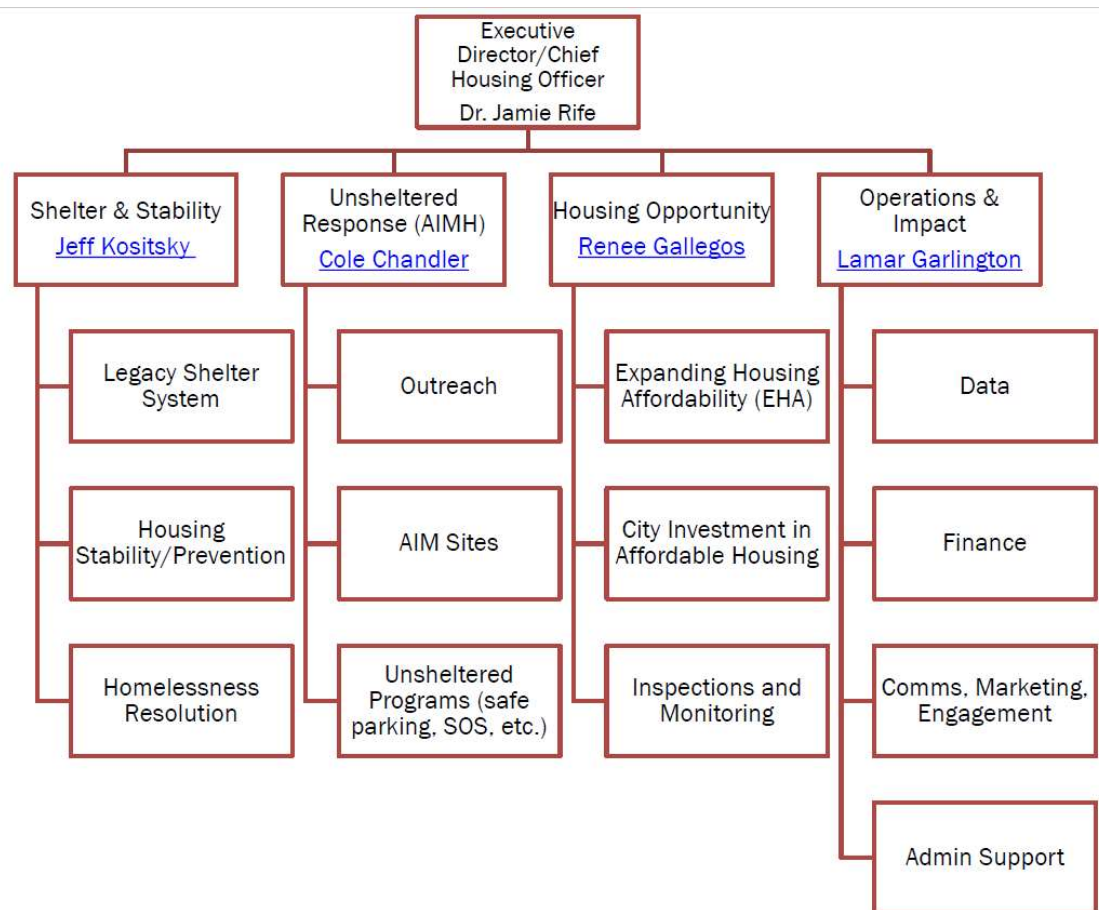 Executive
Director/Chief
Housing Officer
Dr. Jamie Rife
Shelter & Stability
Jeff Kositsky
Unsheltered
Response (AIMH)
Cole Chandler
Housing Opportunity
Renee Gallegos
Operations &
Impact
Lamar Garlington
Legacy Shelter
System
Housing
Stability/Prevention
Homelessness
Resolution
Outreach
AIM Sites
Unsheltered
Programs (safe
parking, SOS, etc.)
Expanding Housing
Affordability (EHA)
City Investment in
Affordable Housing
Inspections and
Monitoring
Data
Finance
Comms, Marketing,
Engagement
Admin Support